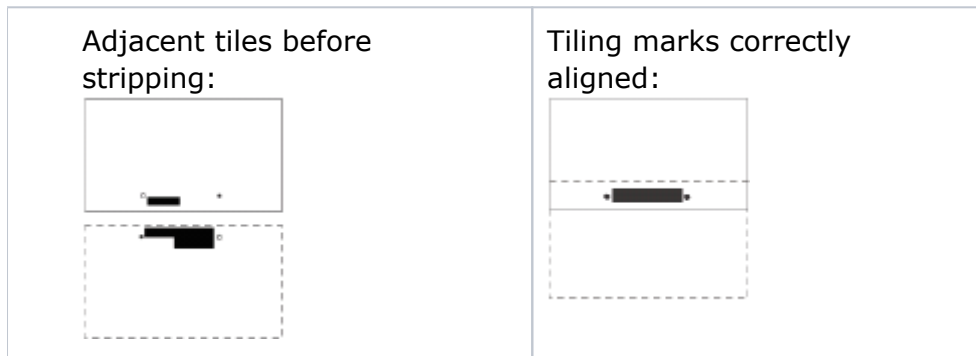 Adjacent tiles before
stripping:
Tiling marks correctly
aligned: